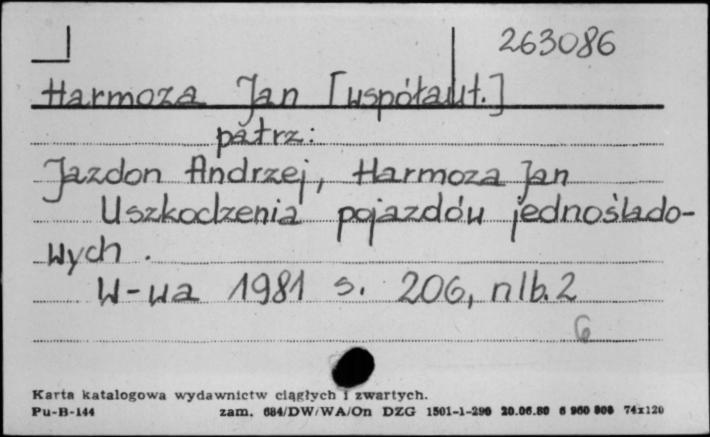 263086
Harmoza Jan [współaut.]
patrz:
Jazdon Andrzej, Harmoza Jan
Uszkodzenia pojazdów jednoślado-
wych.
W-wa 1981 s. 206, nlb. 2
6
Karta katalogowa wydawnictw ciągłych i zwartych.
Pu-B-144 zam. 684/DW/WA/On DZG 1501-1-290 20.06.80 6 960 000 74x120